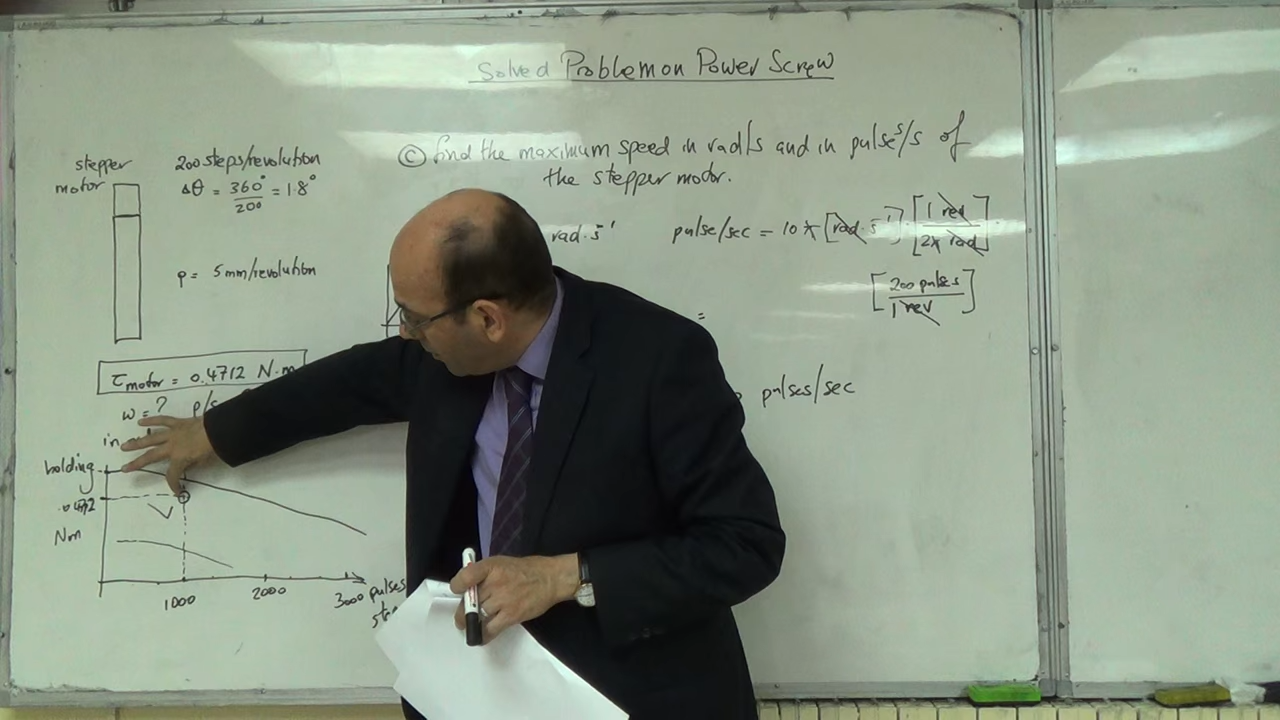 Solved Problem on Power Screw
stepper motor
200 steps/revolution
Δθ = 360°/200 = 1.8°
p = 5 mm/revolution
© find the maximum speed in rad/s and in pulses/s of
the stepper motor.
rad·s⁻¹
pulse/sec = 10π [rad·s⁻¹] · [1 rev / 2π rad] ·
[200 pulses / 1 rev]
=
pulses/sec
τmotor = 0.4712 N·m
ω = ? p/s
in
holding
Nm
1000 2000 3000 pulses